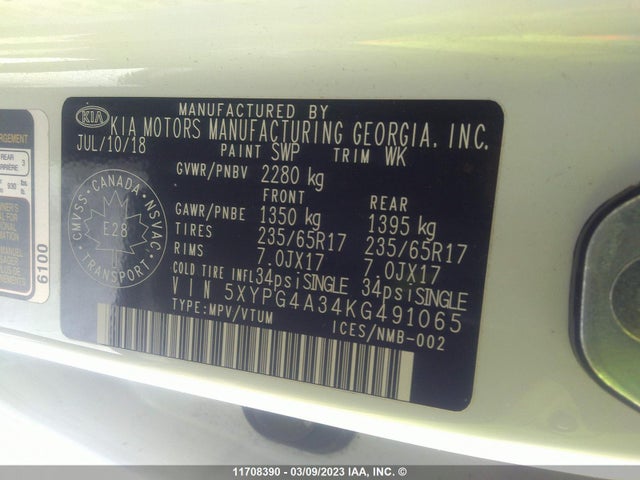 MANUFACTURED BY
KIA KIA MOTORS MANUFACTURING GEORGIA, INC.
JUL/10/18 PAINT SWP TRIM WK
GVWR/PNBV 2280 kg
FRONT REAR
GAWR/PNBE 1350 kg 1395 kg
TIRES 235/65R17 235/65R17
RIMS 7.0JX17 7.0JX17
COLD TIRE INFL 34psi SINGLE 34psi SINGLE
VIN 5XYPG4A34KG491065
TYPE:MPV/VTUM ICES/NMB-002
CMVSS - CANADA - NSVAC
E28
TRANSPORT
REAR 3
6100
11708390 - 03/09/2023 IAA, INC. ©